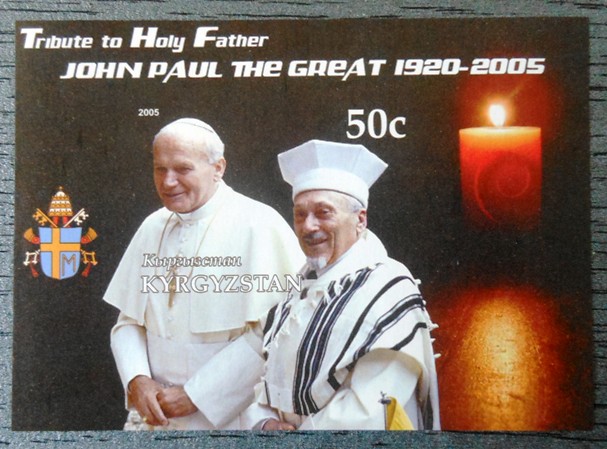 Tribute to Holy Father
JOHN PAUL THE GREAT 1920-2005
2005
50c
Кыргызстан
KYRGYZSTAN
M